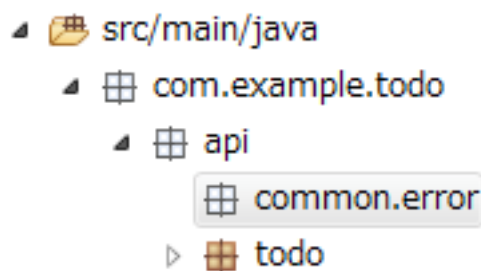 src/main/java
com.example.todo
api
common.error
todo